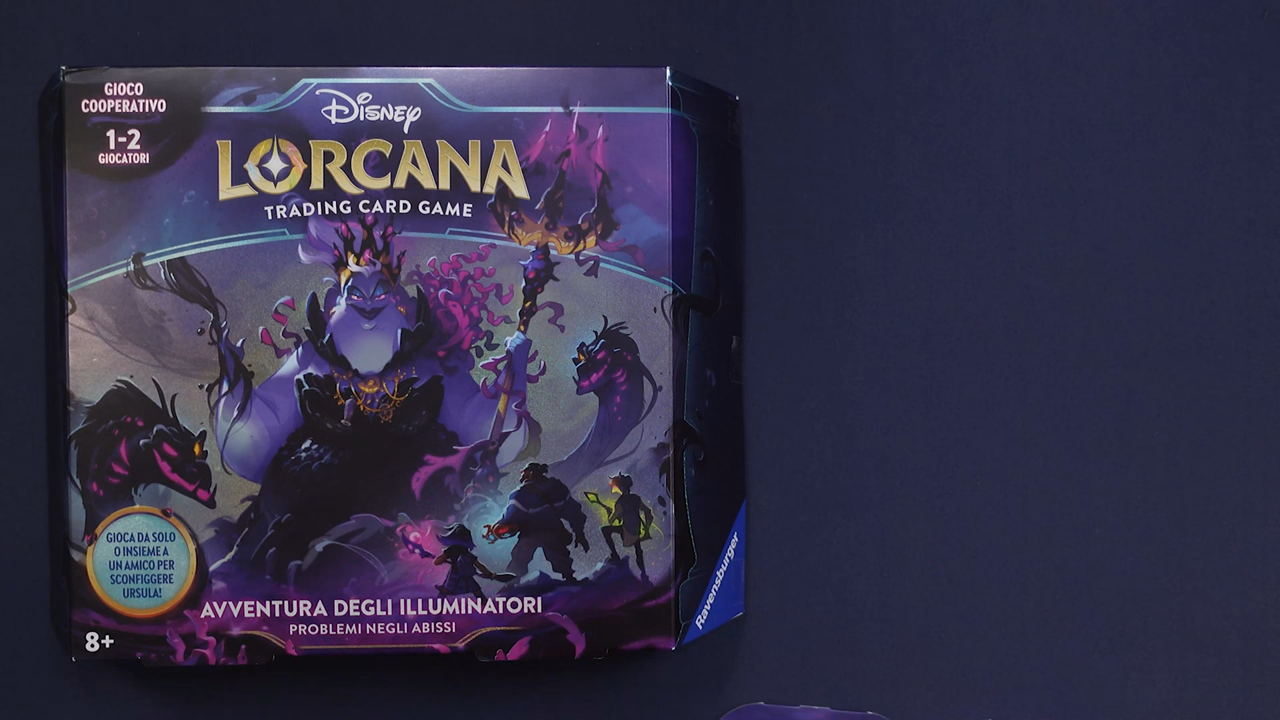 GIOCO
COOPERATIVO
1-2
GIOCATORI
Disney
LORCANA
TRADING CARD GAME
GIOCA DA SOLO
O INSIEME A
UN AMICO PER
SCONFIGGERE
URSULA!
AVVENTURA DEGLI ILLUMINATORI
PROBLEMI NEGLI ABISSI
8+
Ravensburger